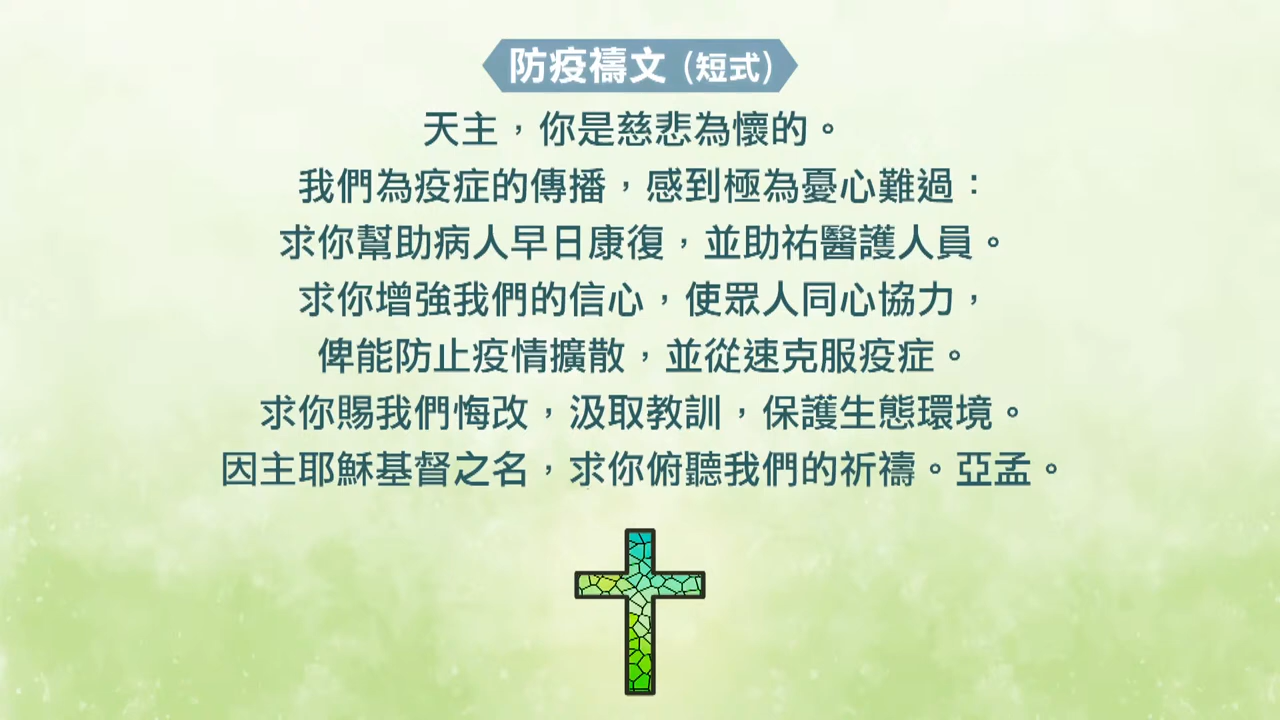 防疫禱文 (短式)
天主，你是慈悲為懷的。
我們為疫症的傳播，感到極為憂心難過：
求你幫助病人早日康復，並助祐醫護人員。
求你增強我們的信心，使眾人同心協力，
俾能防止疫情擴散，並從速克服疫症。
求你賜我們悔改，汲取教訓，保護生態環境。
因主耶穌基督之名，求你俯聽我們的祈禱。亞孟。